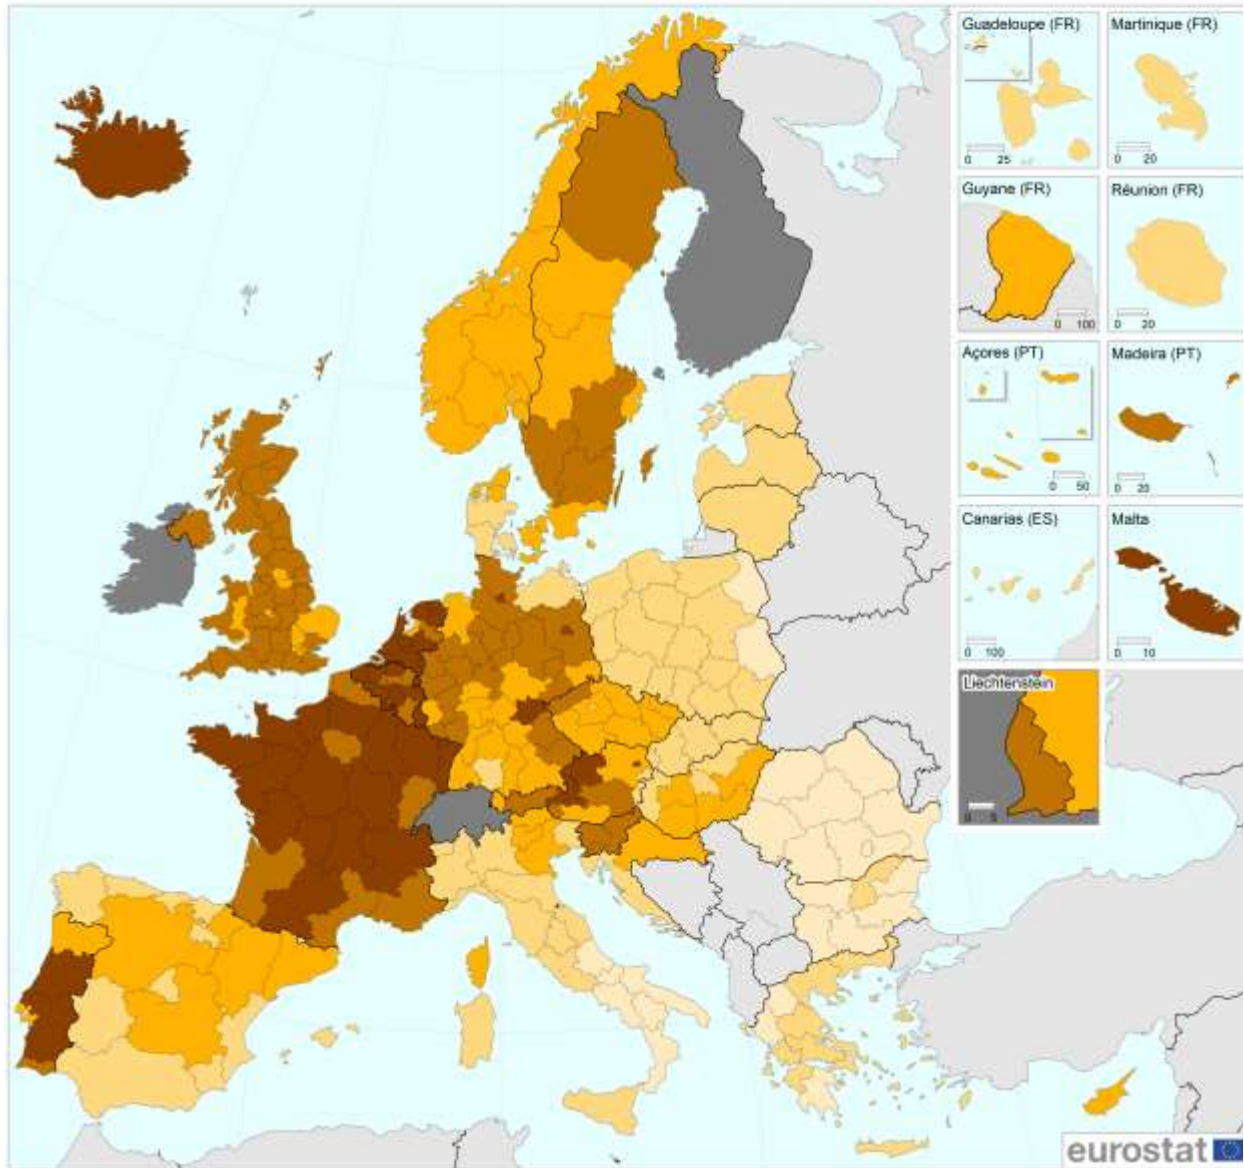 Guadeloupe (FR)
Martinique (FR)
0 25
0 20
Guyane (FR)
Réunion (FR)
0 100
0 20
Açores (PT)
Madeira (PT)
0 50
0 20
Canarias (ES)
Malta
0 100
0 10
Liechtenstein
eurostat